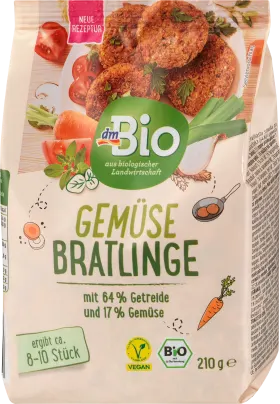 NEUE
REZEPTUR
dm
Bio
aus biologischer
Landwirtschaft
GEMÜSE
BRATLINGE
mit 64% Getreide
und 17% Gemüse
ergibt ca.
8-10 Stück
VEGAN
BIO
210 g e